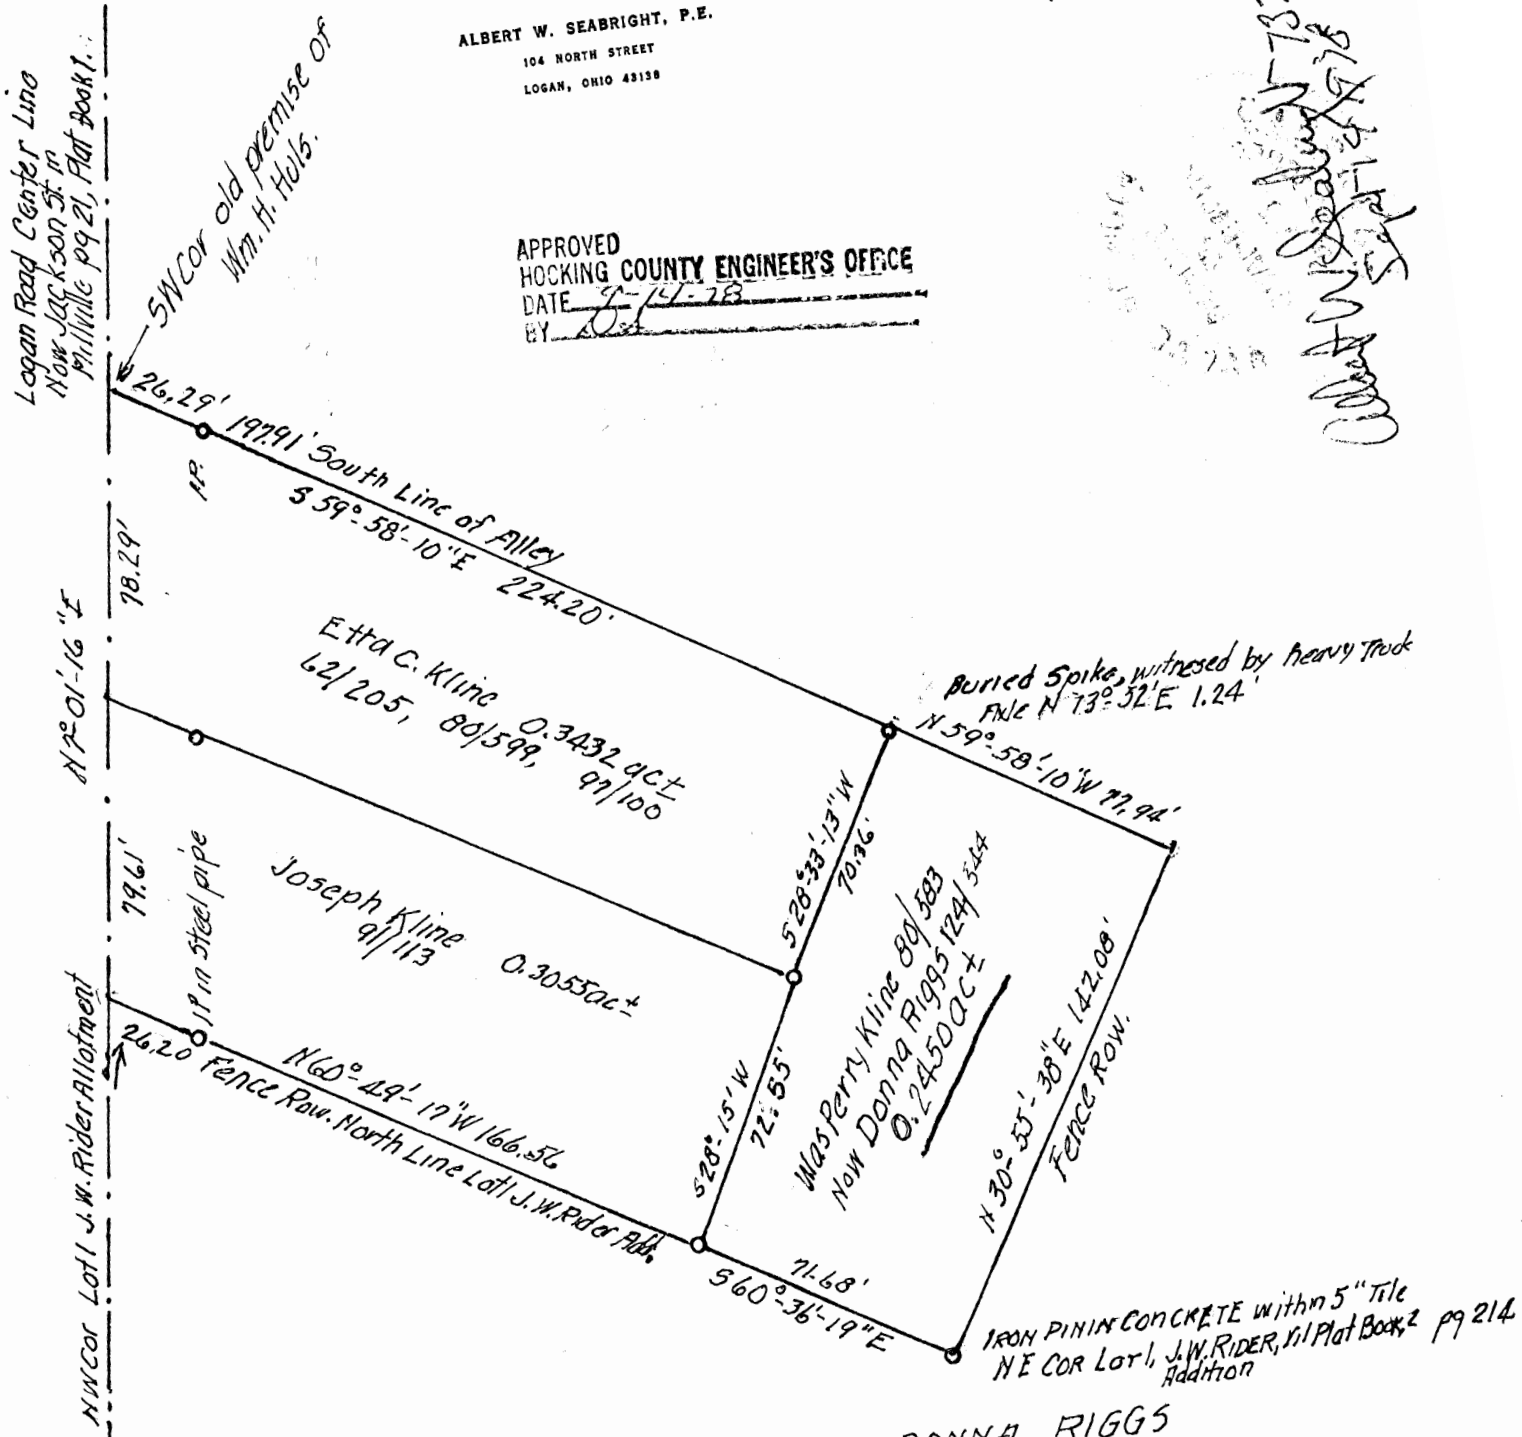 ALBERT W. SEABRIGHT, P.E.
104 NORTH STREET
LOGAN, OHIO 43138
Logan Road Center Line
Now Jackson St. in
Millville pg 21, Plat Book 1.
SW Cor old premise of
Wm. H. Huls.
APPROVED
HOCKING COUNTY ENGINEER'S OFFICE
DATE 9-14-78
BY
26.29'
197.91' South Line of Alley
S 59°-58'-10"E 224.20'
I.P.
78.29'
N 7°-01'-16"E
Etta C. Kline 0.3432 ac±
62/205, 80/599, 97/100
Buried Spike, witnesed by heavy Truck
Axle N 73°-52'E 1.24'
N 59°-58'-10"W 77.94'
S 28°-33'-13"W
70.36'
79.61'
I.P in steel pipe
Joseph Kline 0.3055 ac±
91/113
Was Perry Kline 80/583
Now Donna Riggs 124/544
0.2450 ac±
N 30°-55'-38"E 142.08'
Fence Row.
S 28°-15'W
72.55'
NW Cor Lot 1 J.W. Rider Allotment
26.20
N 60°-49'-17"W 166.56
Fence Row. North Line Lot 1 J.W. Rider Add.
71.68'
S 60°-36'-19"E
IRON PIN IN CONCRETE within 5" Tile
NE COR Lot 1, J.W. RIDER, Plat Book 2 pg 214
Addition
DONNA RIGGS